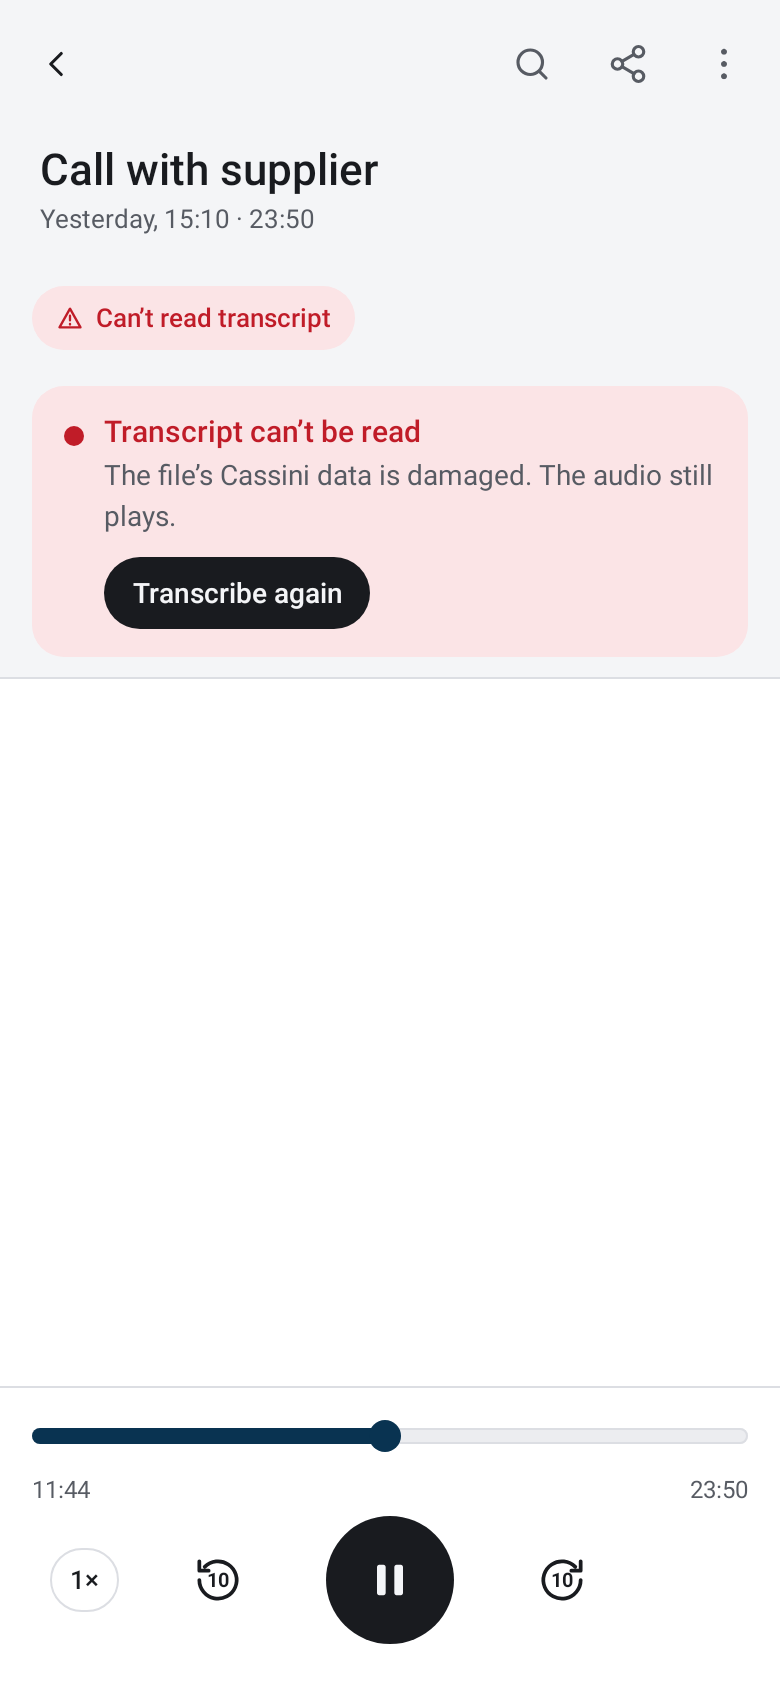 Call with supplier
Yesterday, 15:10 · 23:50
Can’t read transcript
Transcript can’t be read
The file’s Cassini data is damaged. The audio still
plays.
Transcribe again
11:44
23:50
1×
10
10